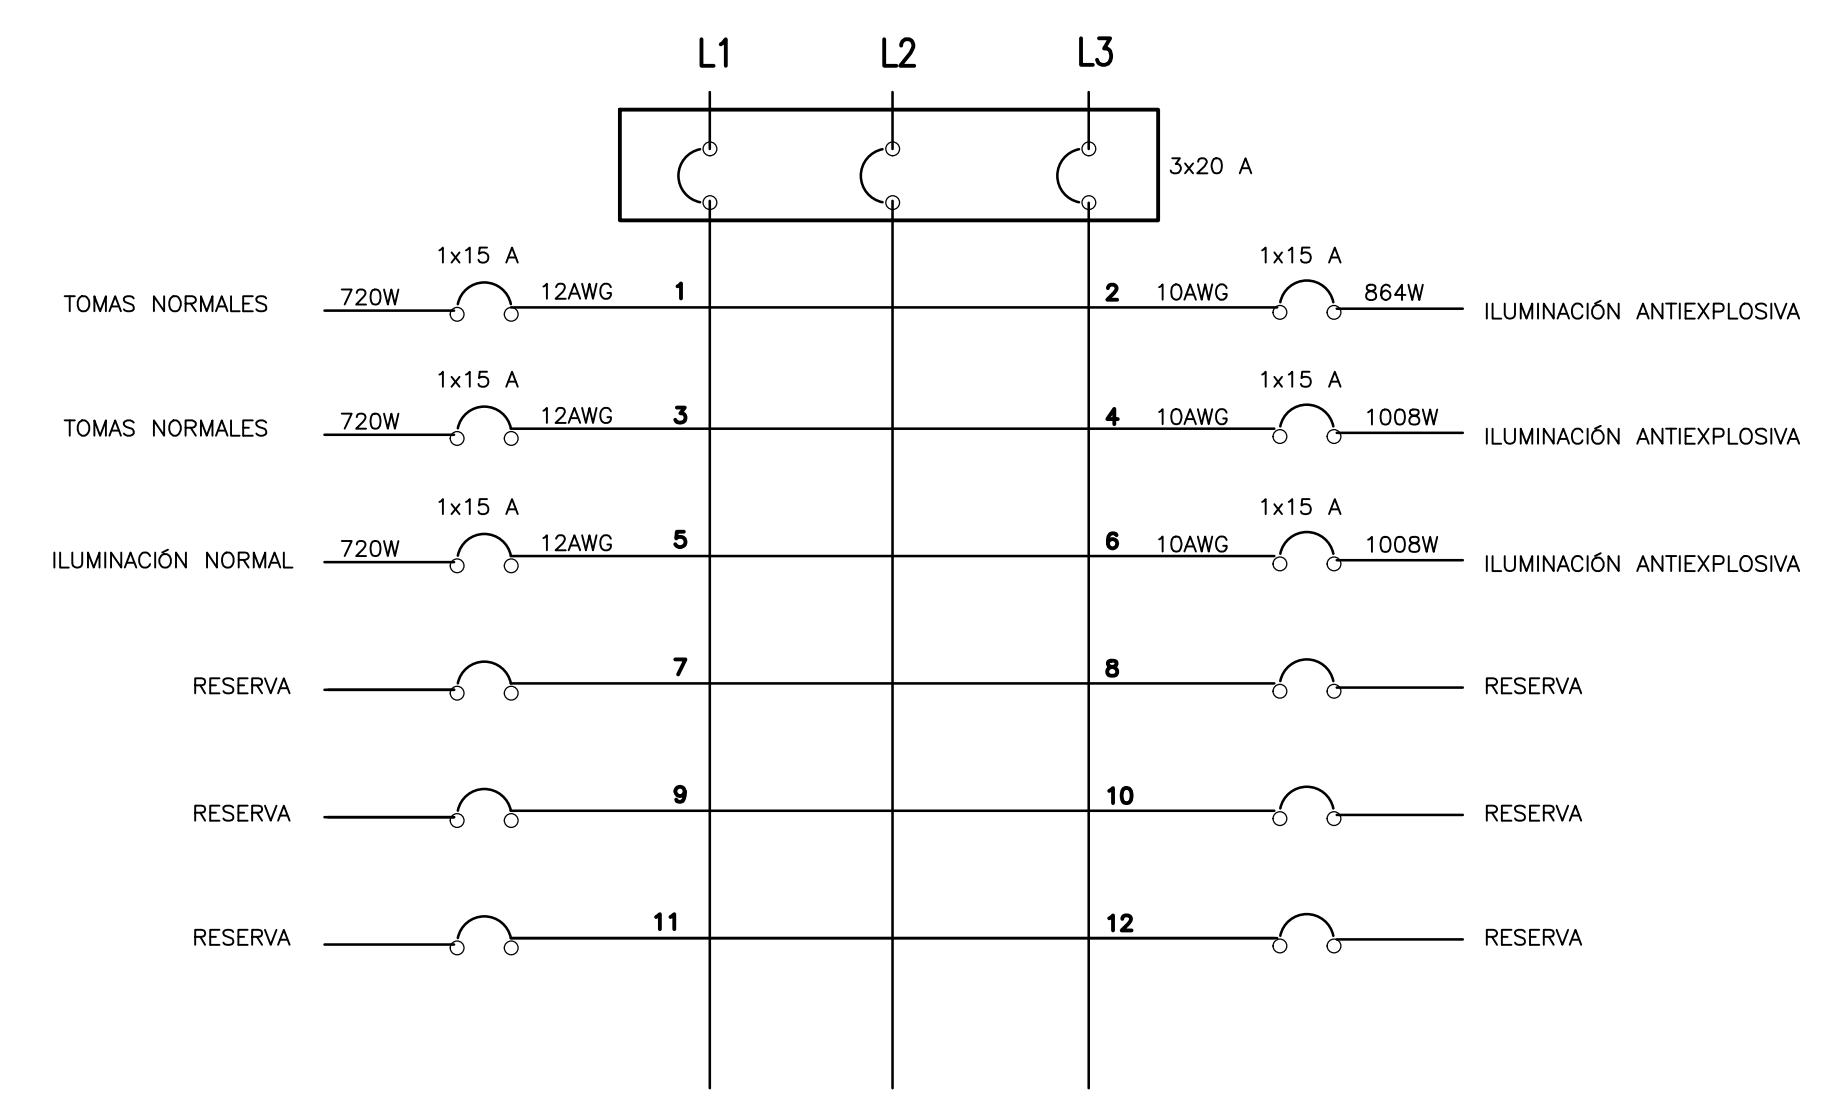 L1 L2 L3
3x20 A
1x15 A 1x15 A
TOMAS NORMALES 720W 12AWG 1 2 10AWG 864W ILUMINACIÓN ANTIEXPLOSIVA
1x15 A 1x15 A
TOMAS NORMALES 720W 12AWG 3 4 10AWG 1008W ILUMINACIÓN ANTIEXPLOSIVA
1x15 A 1x15 A
ILUMINACIÓN NORMAL 720W 12AWG 5 6 10AWG 1008W ILUMINACIÓN ANTIEXPLOSIVA
RESERVA 7 8 RESERVA
RESERVA 9 10 RESERVA
RESERVA 11 12 RESERVA